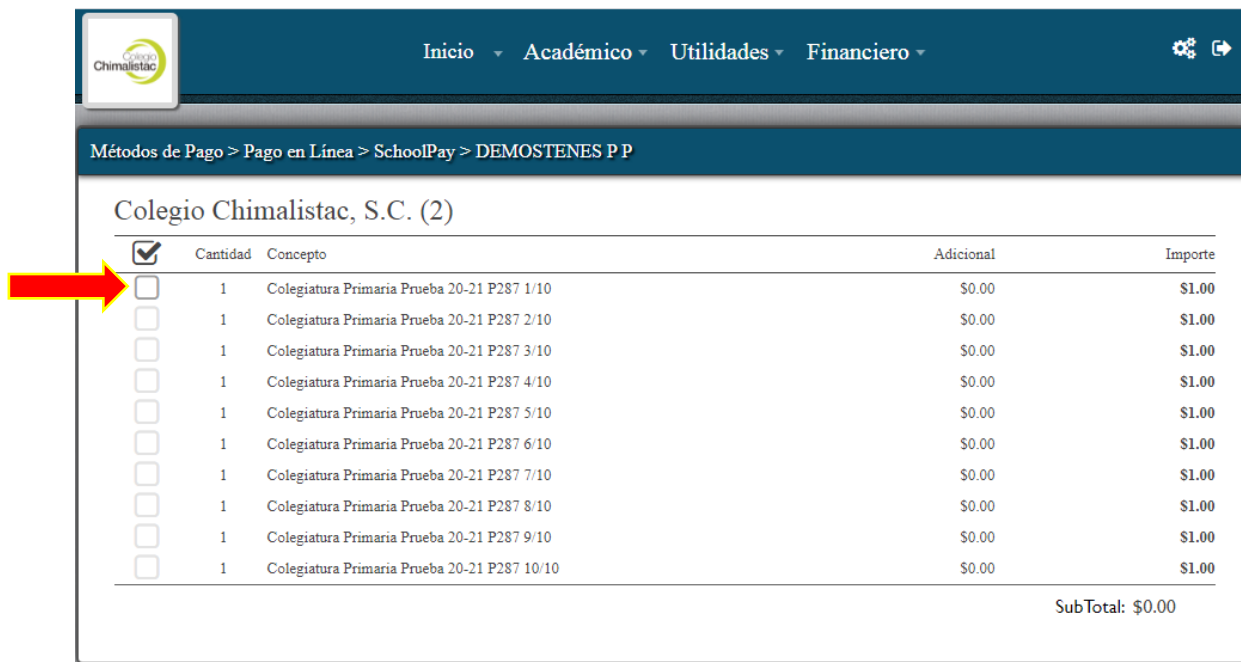 Colegio
Chimalistac
Inicio Académico Utilidades Financiero
Métodos de Pago > Pago en Línea > SchoolPay > DEMOSTENES P P
Colegio Chimalistac, S.C. (2)
Cantidad Concepto Adicional Importe
1 Colegiatura Primaria Prueba 20-21 P287 1/10 $0.00 $1.00
1 Colegiatura Primaria Prueba 20-21 P287 2/10 $0.00 $1.00
1 Colegiatura Primaria Prueba 20-21 P287 3/10 $0.00 $1.00
1 Colegiatura Primaria Prueba 20-21 P287 4/10 $0.00 $1.00
1 Colegiatura Primaria Prueba 20-21 P287 5/10 $0.00 $1.00
1 Colegiatura Primaria Prueba 20-21 P287 6/10 $0.00 $1.00
1 Colegiatura Primaria Prueba 20-21 P287 7/10 $0.00 $1.00
1 Colegiatura Primaria Prueba 20-21 P287 8/10 $0.00 $1.00
1 Colegiatura Primaria Prueba 20-21 P287 9/10 $0.00 $1.00
1 Colegiatura Primaria Prueba 20-21 P287 10/10 $0.00 $1.00
SubTotal: $0.00